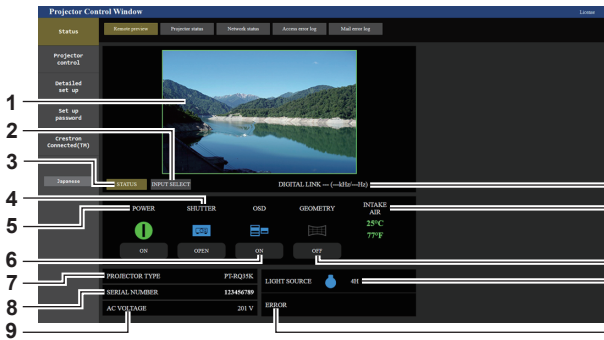 Projector Control Window
License
Status
Remote preview
Projector status
Network status
Access error log
Mail error log
Projector
control
Detailed
set up
Set up
password
Crestron
Connected(TM)
Japanese
1
2
3
STATUS
INPUT SELECT
DIGITAL LINK --- (---kHz/---Hz)
4
5
POWER
SHUTTER
OSD
GEOMETRY
INTAKE
AIR
25°C
77°F
6
ON
OPEN
ON
OFF
7
PROJECTOR TYPE
PT-RQ35K
LIGHT SOURCE
4H
8
SERIAL NUMBER
123456789
9
AC VOLTAGE
201 V
ERROR